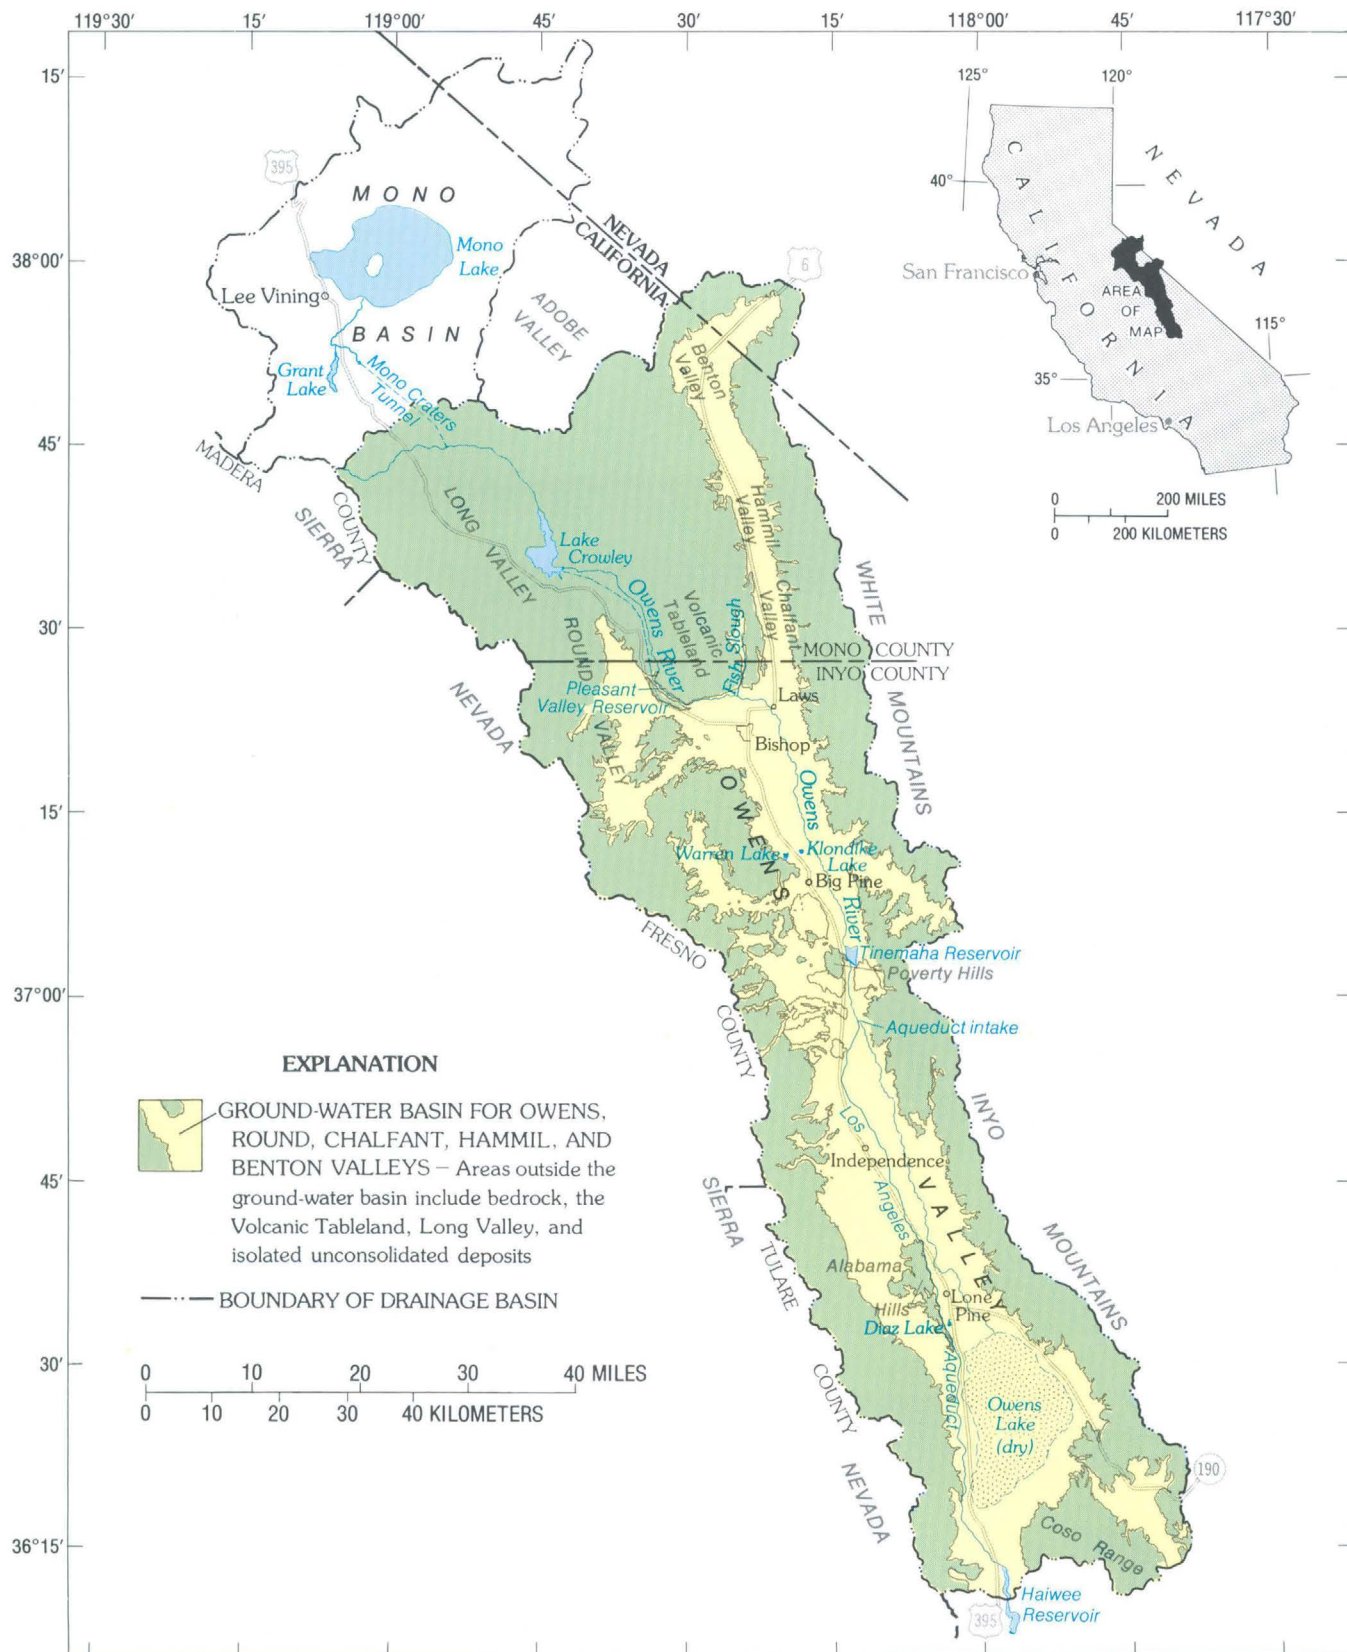 119°30′ 15′ 119°00′ 45′ 30′ 15′ 118°00′ 45′ 117°30′
15′
38°00′
45′
30′
15′
37°00′
45′
30′
36°15′
395
MONO
Mono
Lake
Lee Vining
BASIN
Grant
Lake
Mono Craters
Tunnel
ADOBE
VALLEY
NEVADA
CALIFORNIA
6
Benton
Valley
MADERA
COUNTY
SIERRA
LONG
VALLEY
Lake
Crowley
Hammil
Valley
Chalfant
Valley
WHITE
MOUNTAINS
Owens
River
Volcanic
Tableland
Fish Slough
MONO COUNTY
INYO COUNTY
ROUND
VALLEY
NEVADA
Pleasant
Valley Reservoir
Laws
Bishop
OWENS
Owens
River
Warren Lake
Klondike
Lake
Big Pine
FRESNO
COUNTY
Tinemaha Reservoir
Poverty Hills
Aqueduct intake
INYO
MOUNTAINS
Los
Angeles
Aqueduct
Independence
VALLEY
SIERRA
NEVADA
TULARE
COUNTY
Alabama
Hills
Lone
Pine
Diaz Lake
Owens
Lake
(dry)
190
Coso Range
Haiwee
Reservoir
395
125° 120°
40°
35°
115°
CALIFORNIA
NEVADA
San Francisco
AREA
OF
MAP
Los Angeles
0 200 MILES
0 200 KILOMETERS
EXPLANATION
GROUND-WATER BASIN FOR OWENS,
ROUND, CHALFANT, HAMMIL, AND
BENTON VALLEYS – Areas outside the
ground-water basin include bedrock, the
Volcanic Tableland, Long Valley, and
isolated unconsolidated deposits
BOUNDARY OF DRAINAGE BASIN
0 10 20 30 40 MILES
0 10 20 30 40 KILOMETERS